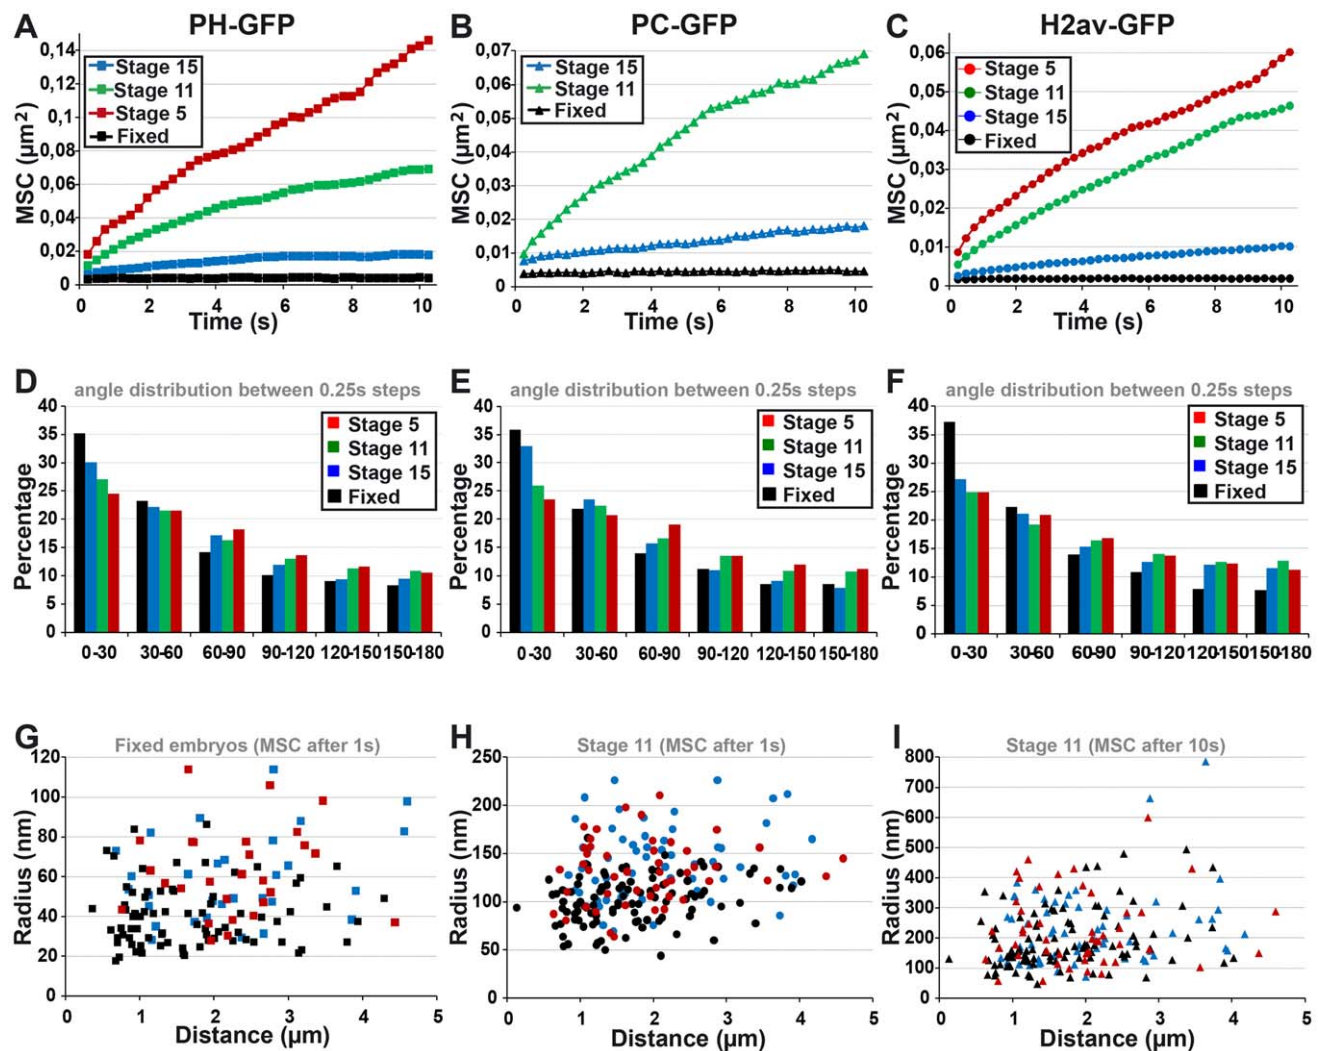 A PH-GFP
MSC (µm²)
0,14
0,12
0,1
0,08
0,06
0,04
0,02
0
Stage 15
Stage 11
Stage 5
Fixed
0 2 4 6 8 10
Time (s)
B PC-GFP
MSC (µm²)
0,07
0,06
0,05
0,04
0,03
0,02
0,01
0
Stage 15
Stage 11
Fixed
0 2 4 6 8 10
Time (s)
C H2av-GFP
MSC (µm²)
0,06
0,05
0,04
0,03
0,02
0,01
0
Stage 5
Stage 11
Stage 15
Fixed
0 2 4 6 8 10
Time (s)
D angle distribution between 0.25s steps
Percentage
40
35
30
25
20
15
10
5
0
Stage 5
Stage 11
Stage 15
Fixed
0-30 30-60 60-90 90-120 120-150 150-180
E angle distribution between 0.25s steps
Percentage
40
35
30
25
20
15
10
5
0
Stage 5
Stage 11
Stage 15
Fixed
0-30 30-60 60-90 90-120 120-150 150-180
F angle distribution between 0.25s steps
Percentage
40
35
30
25
20
15
10
5
0
Stage 5
Stage 11
Stage 15
Fixed
0-30 30-60 60-90 90-120 120-150 150-180
G Fixed embryos (MSC after 1s)
Radius (nm)
120
100
80
60
40
20
0
0 1 2 3 4 5
Distance (µm)
H Stage 11 (MSC after 1s)
Radius (nm)
250
200
150
100
50
0
0 1 2 3 4 5
Distance (µm)
I Stage 11 (MSC after 10s)
Radius (nm)
800
700
600
500
400
300
200
100
0
0 1 2 3 4 5
Distance (µm)